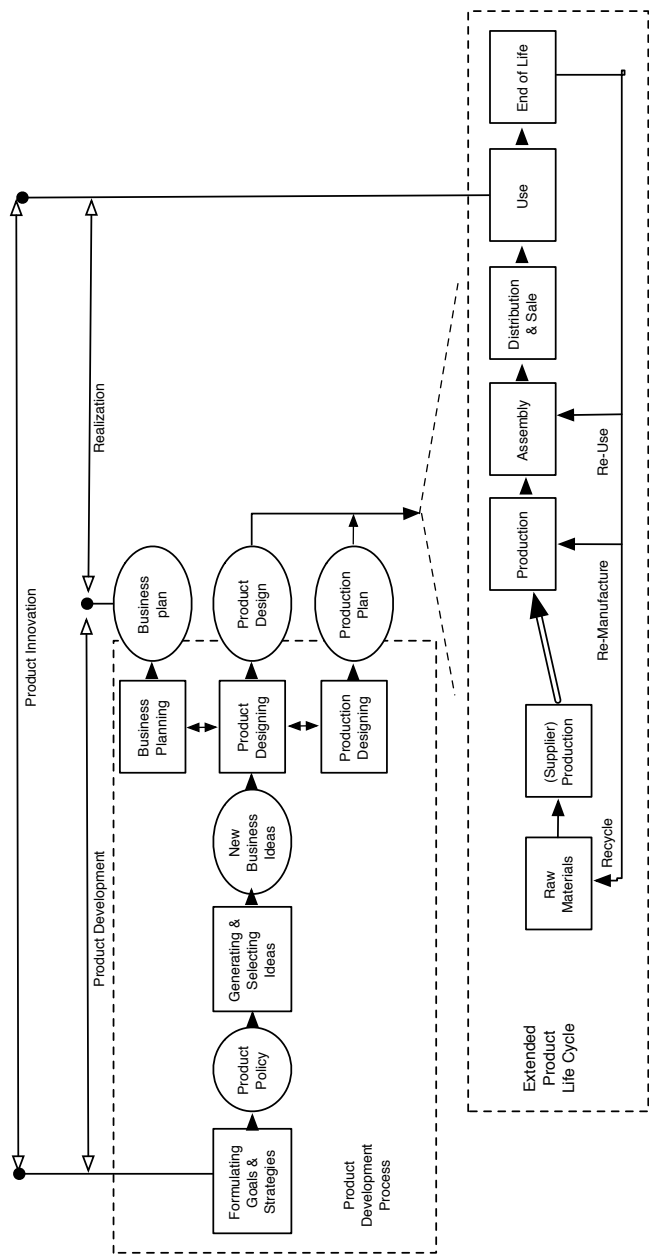 Product Innovation
Product Development
Realization
Formulating
Goals &
Strategies
Product
Policy
Generating &
Selecting
Ideas
New
Business
Ideas
Business
Planning
Business
plan
Product
Designing
Product
Design
Production
Designing
Production
Plan
Product
Development
Process
Extended
Product
Life Cycle
Raw
Materials
(Supplier)
Production
Production
Assembly
Distribution
& Sale
Use
End of Life
Recycle
Re-Manufacture
Re-Use